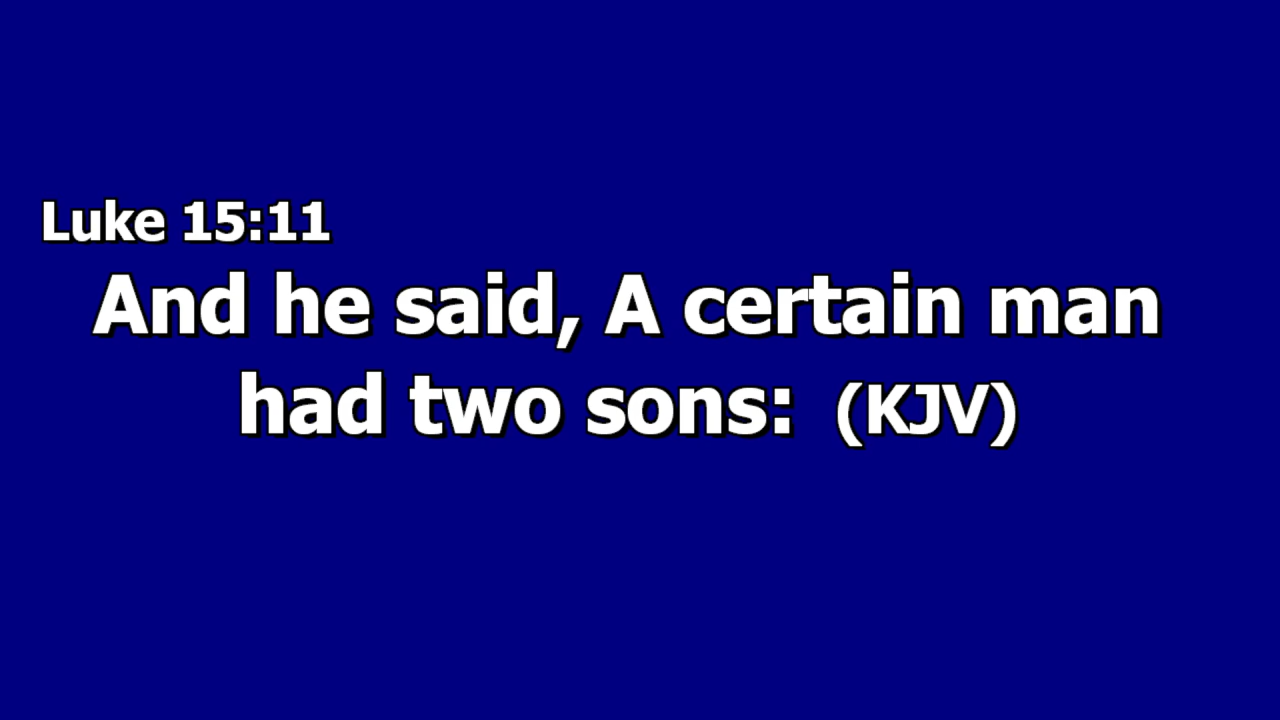 Luke 15:11
And he said, A certain man
had two sons: (KJV)